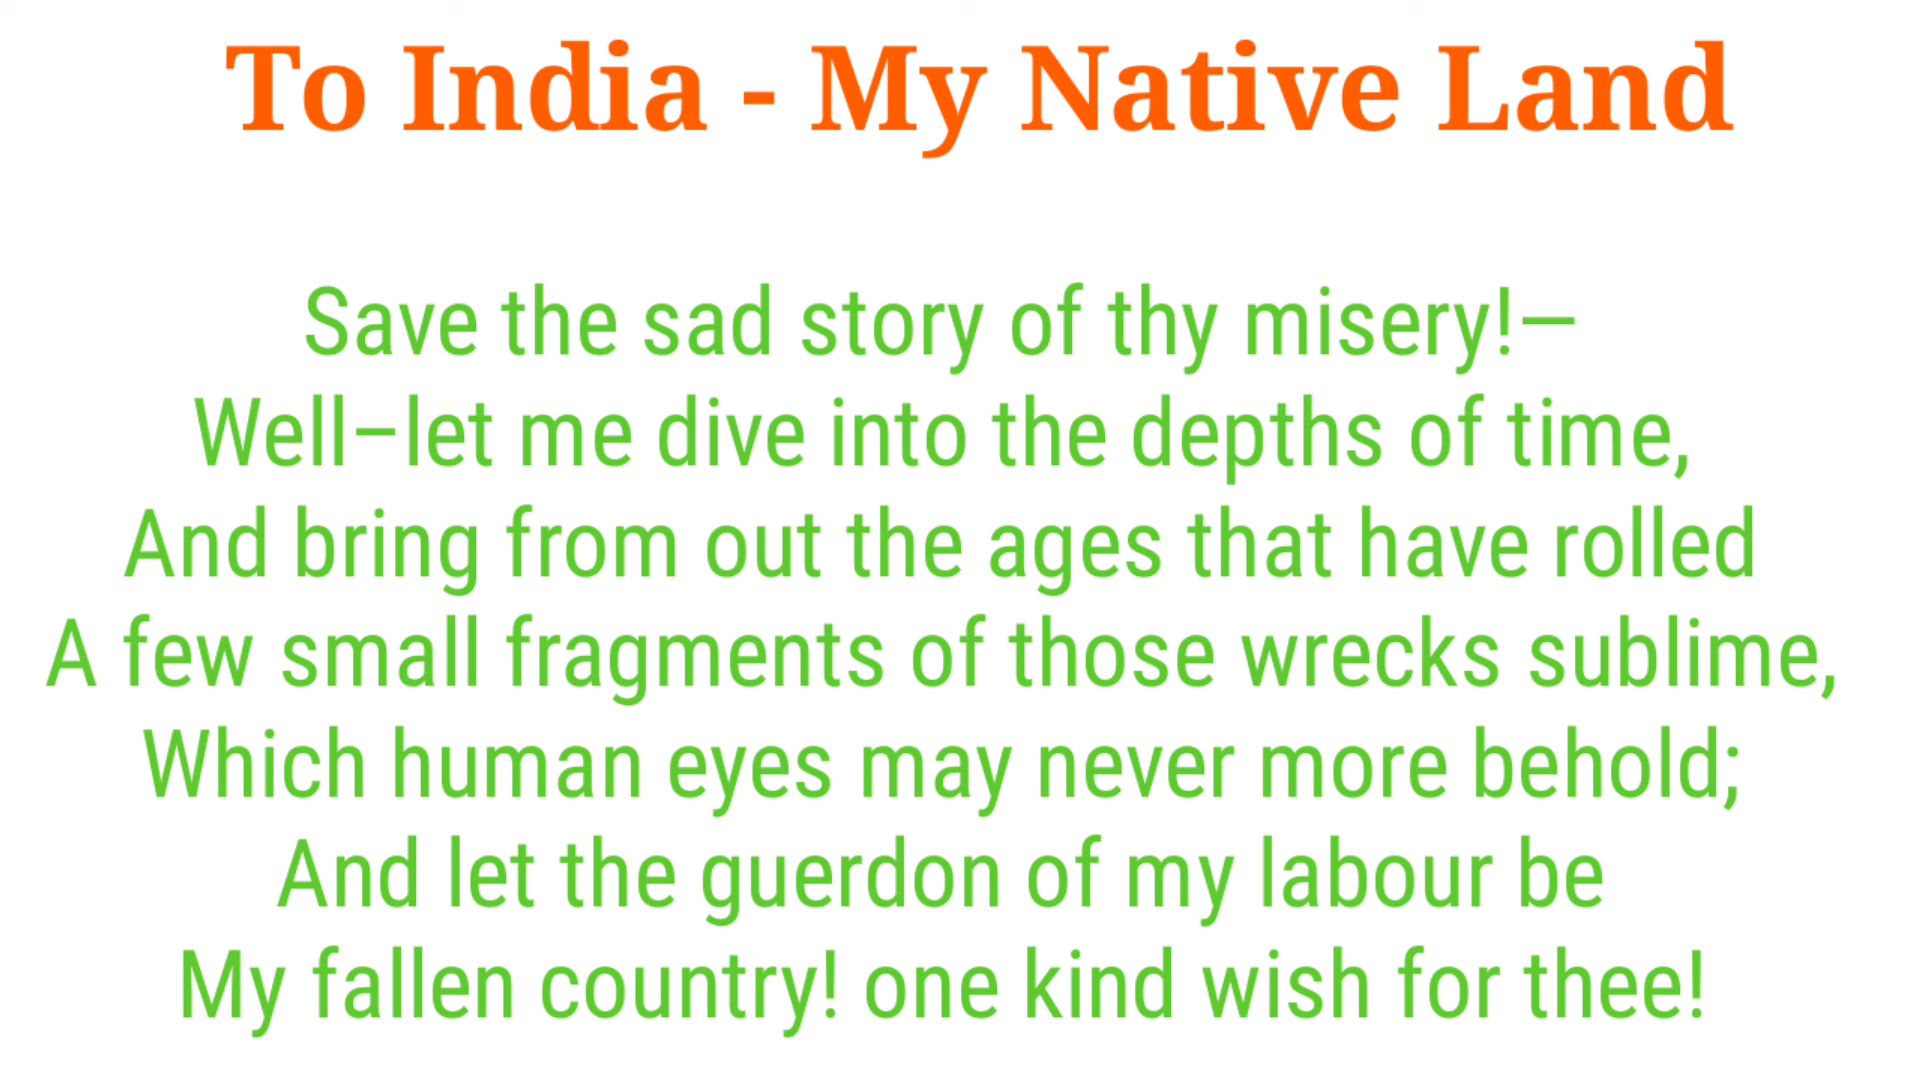 To India - My Native Land
Save the sad story of thy misery!—
Well–let me dive into the depths of time,
And bring from out the ages that have rolled
A few small fragments of those wrecks sublime,
Which human eyes may never more behold;
And let the guerdon of my labour be
My fallen country! one kind wish for thee!